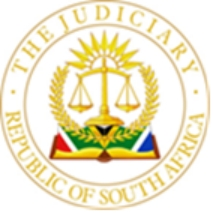 THE JUDICIARY
REPUBLIC OF SOUTH AFRICA